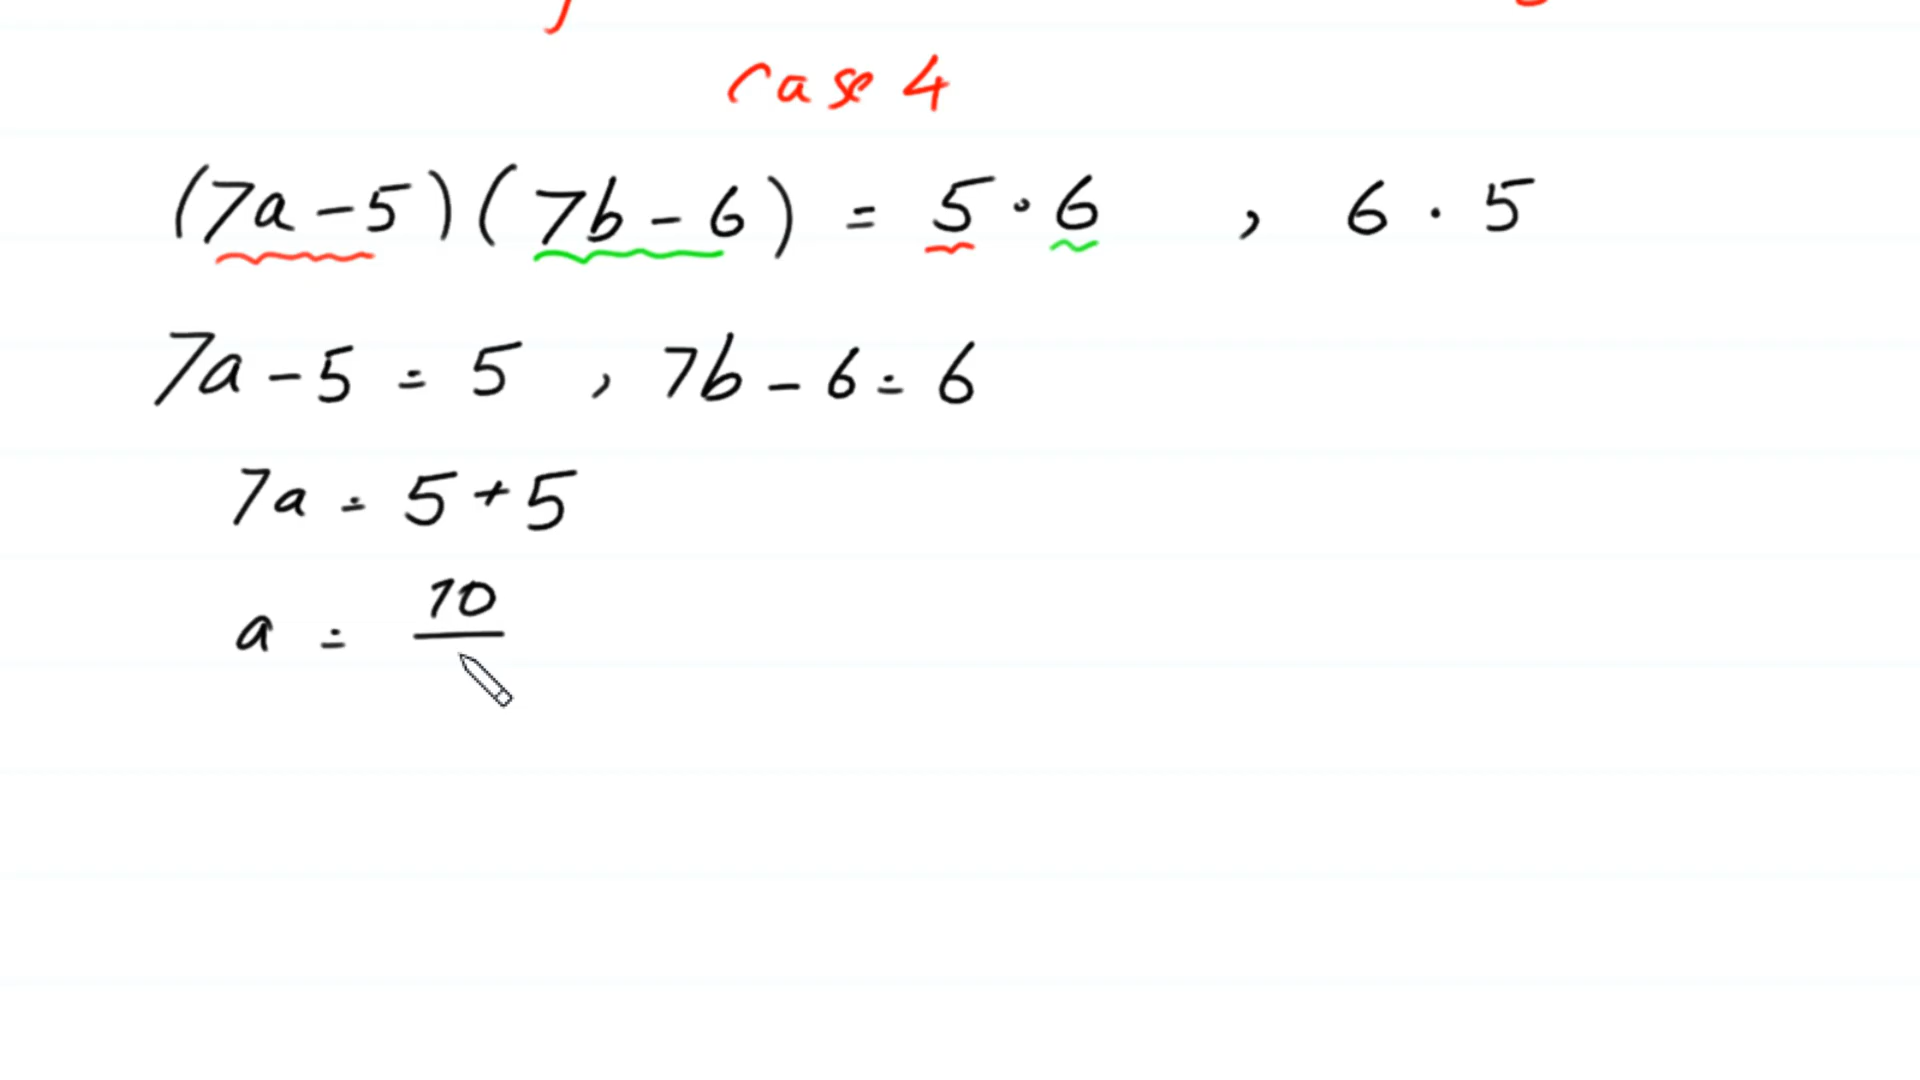 case 4
(7a - 5)(7b - 6) = 5 · 6 , 6 · 5
7a - 5 = 5 , 7b - 6 = 6
7a = 5 + 5
a = 10/